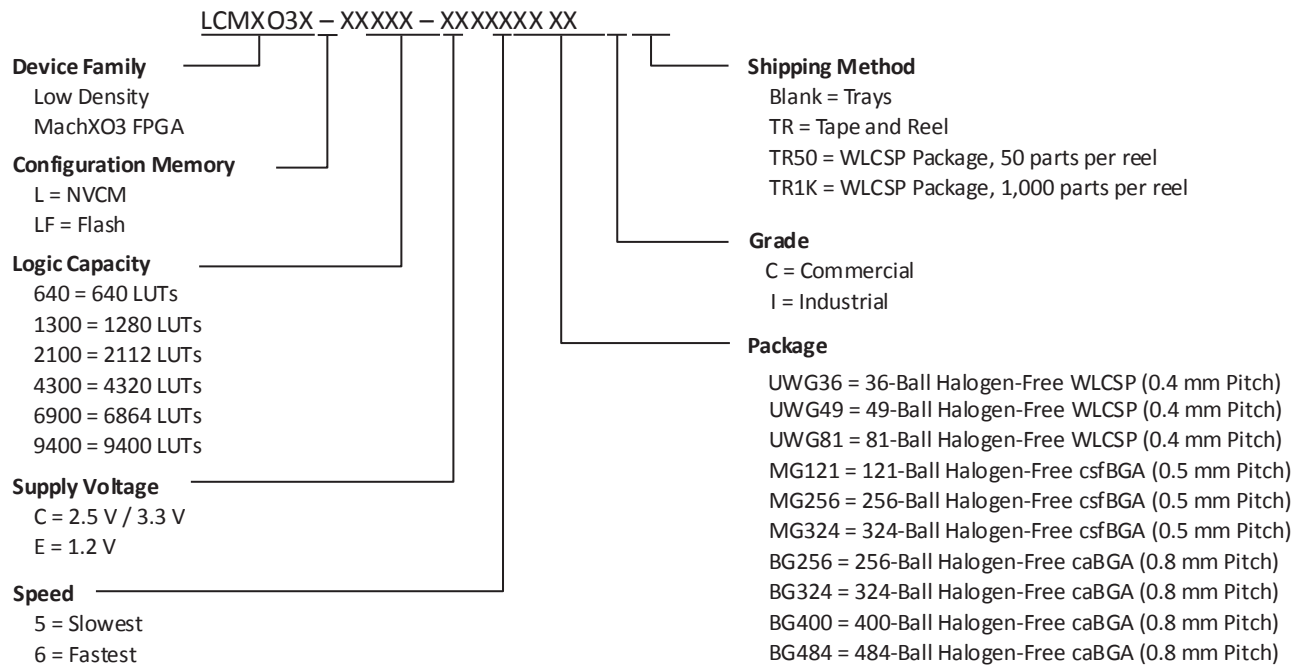 LCMXO3X – XXXXX – XXXXXXX XX
Device Family
Low Density
MachXO3 FPGA
Configuration Memory
L = NVCM
LF = Flash
Logic Capacity
640 = 640 LUTs
1300 = 1280 LUTs
2100 = 2112 LUTs
4300 = 4320 LUTs
6900 = 6864 LUTs
9400 = 9400 LUTs
Supply Voltage
C = 2.5 V / 3.3 V
E = 1.2 V
Speed
5 = Slowest
6 = Fastest
Shipping Method
Blank = Trays
TR = Tape and Reel
TR50 = WLCSP Package, 50 parts per reel
TR1K = WLCSP Package, 1,000 parts per reel
Grade
C = Commercial
I = Industrial
Package
UWG36 = 36-Ball Halogen-Free WLCSP (0.4 mm Pitch)
UWG49 = 49-Ball Halogen-Free WLCSP (0.4 mm Pitch)
UWG81 = 81-Ball Halogen-Free WLCSP (0.4 mm Pitch)
MG121 = 121-Ball Halogen-Free csfBGA (0.5 mm Pitch)
MG256 = 256-Ball Halogen-Free csfBGA (0.5 mm Pitch)
MG324 = 324-Ball Halogen-Free csfBGA (0.5 mm Pitch)
BG256 = 256-Ball Halogen-Free caBGA (0.8 mm Pitch)
BG324 = 324-Ball Halogen-Free caBGA (0.8 mm Pitch)
BG400 = 400-Ball Halogen-Free caBGA (0.8 mm Pitch)
BG484 = 484-Ball Halogen-Free caBGA (0.8 mm Pitch)